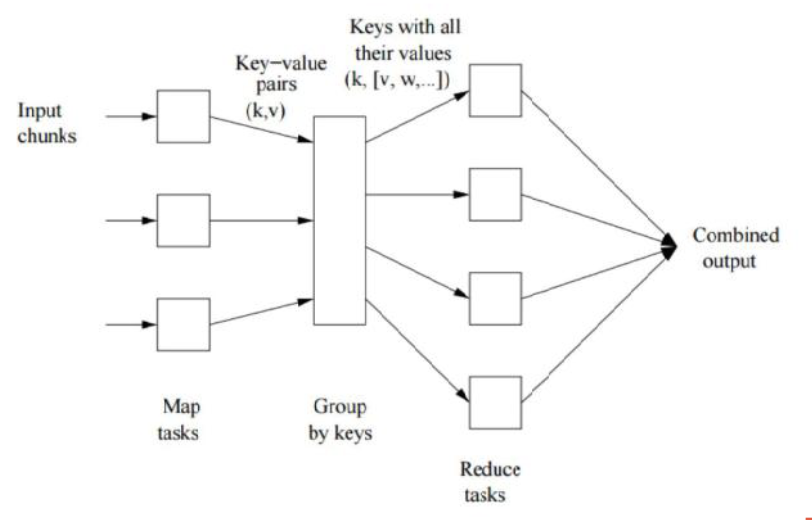 Keys with all
their values
(k, [v, w,...])
Key−value
pairs
(k,v)
Input
chunks
Combined
output
Map
tasks
Group
by keys
Reduce
tasks